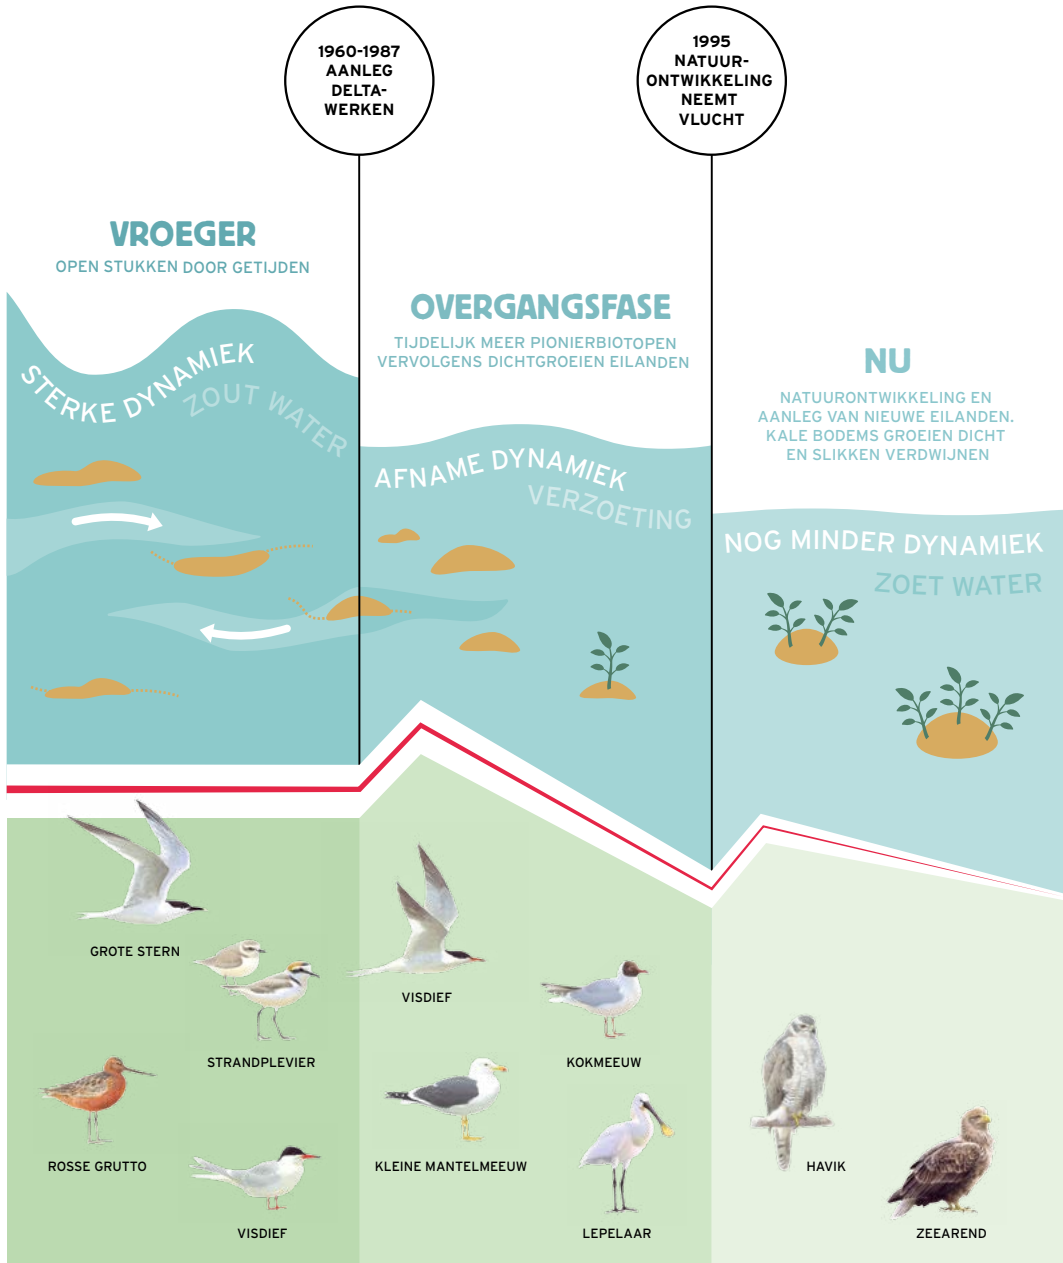 1960-1987
AANLEG
DELTA-
WERKEN
1995
NATUUR-
ONTWIKKELING
NEEMT
VLUCHT
VROEGER
OPEN STUKKEN DOOR GETIJDEN
STERKE DYNAMIEK
ZOUT WATER
OVERGANGSFASE
TIJDELIJK MEER PIONIERBIOTOPEN
VERVOLGENS DICHTGROEIEN EILANDEN
AFNAME DYNAMIEK
VERZOETING
NU
NATUURONTWIKKELING EN
AANLEG VAN NIEUWE EILANDEN.
KALE BODEMS GROEIEN DICHT
EN SLIKKEN VERDWIJNEN
NOG MINDER DYNAMIEK
ZOET WATER
GROTE STERN
STRANDPLEVIER
ROSSE GRUTTO
VISDIEF
VISDIEF
KOKMEEUW
KLEINE MANTELMEEUW
LEPELAAR
HAVIK
ZEEAREND